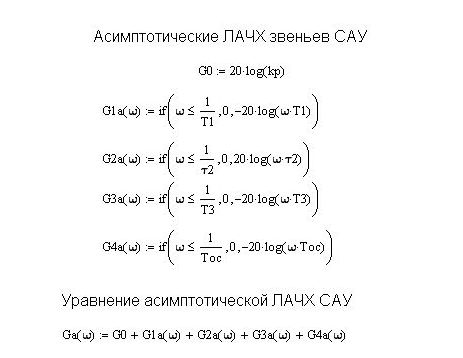 Асимптотические ЛАЧХ звеньев САУ
G0 := 20·log(kp)
G1a(ω) := if(ω ≤ 1/T1, 0, −20·log(ω·T1))
G2a(ω) := if(ω ≤ 1/τ2, 0, 20·log(ω·τ2))
G3a(ω) := if(ω ≤ 1/T3, 0, −20·log(ω·T3))
G4a(ω) := if(ω ≤ 1/Toc, 0, −20·log(ω·Toc))
Уравнение асимптотической ЛАЧХ САУ
Ga(ω) := G0 + G1a(ω) + G2a(ω) + G3a(ω) + G4a(ω)